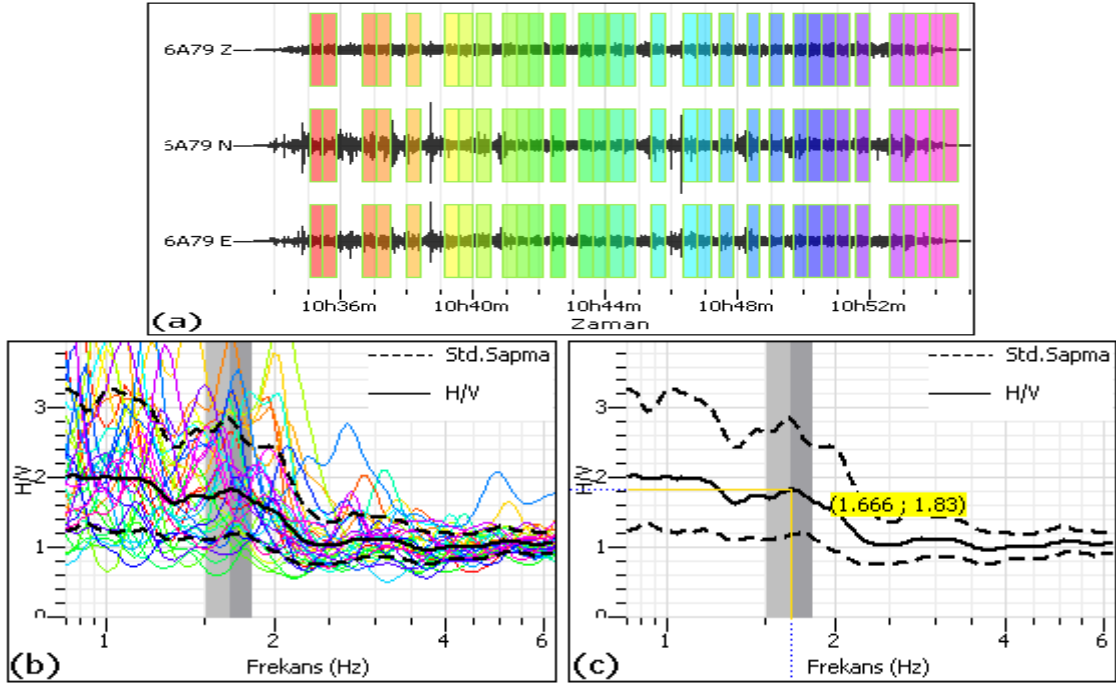 6A79 Z
6A79 N
6A79 E
10h36m 10h40m 10h44m 10h48m 10h52m
Zaman
(a)
Std.Sapma
H/V
3
2
1
0
H/V
1 2 4 6
Frekans (Hz)
(b)
Std.Sapma
H/V
3
2
1
0
H/V
(1.666 ; 1.83)
1 2 4 6
Frekans (Hz)
(c)